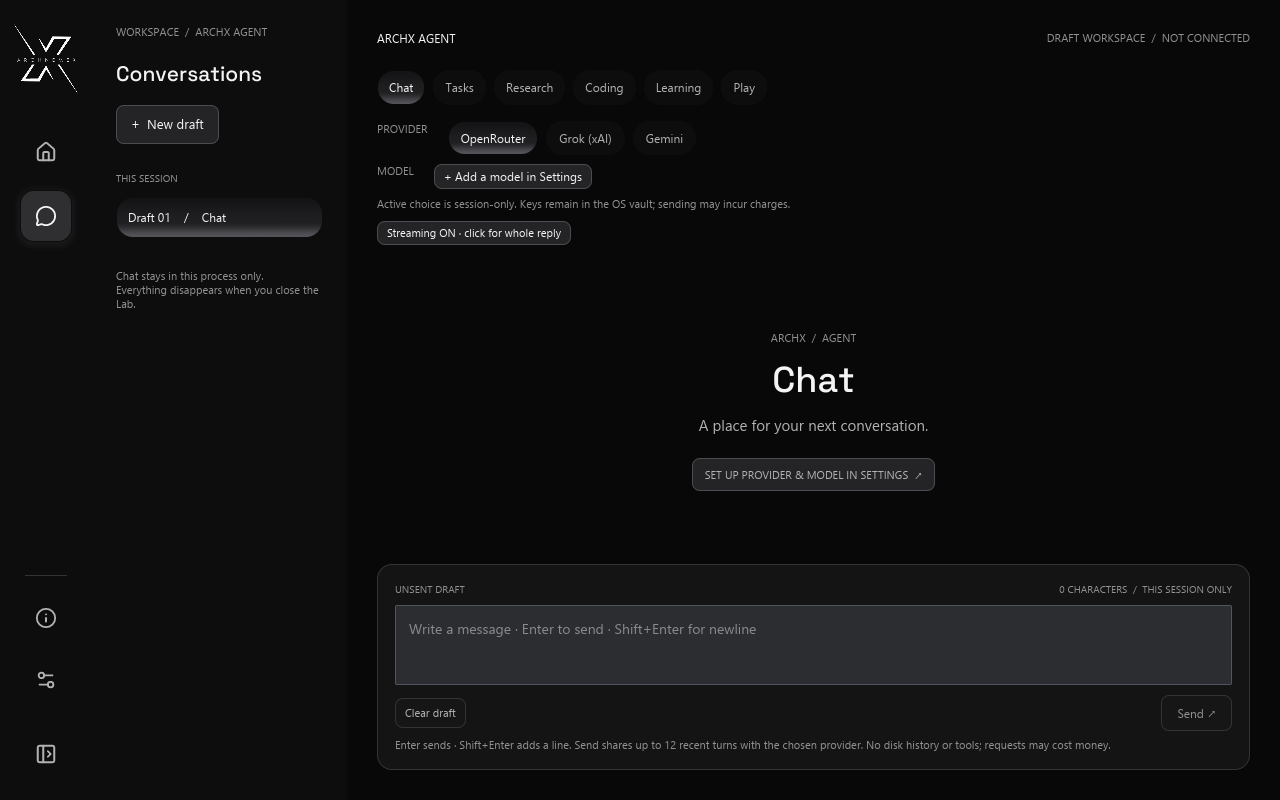 ARCHNEMIX
WORKSPACE / ARCHX AGENT
Conversations
+ New draft
THIS SESSION
Draft 01 / Chat
Chat stays in this process only.
Everything disappears when you close the
Lab.
ARCHX AGENT
DRAFT WORKSPACE / NOT CONNECTED
Chat Tasks Research Coding Learning Play
PROVIDER OpenRouter Grok (xAI) Gemini
MODEL + Add a model in Settings
Active choice is session-only. Keys remain in the OS vault; sending may incur charges.
Streaming ON · click for whole reply
ARCHX / AGENT
Chat
A place for your next conversation.
SET UP PROVIDER & MODEL IN SETTINGS ↗
UNSENT DRAFT
0 CHARACTERS / THIS SESSION ONLY
Write a message · Enter to send · Shift+Enter for newline
Clear draft
Send ↗
Enter sends · Shift+Enter adds a line. Send shares up to 12 recent turns with the chosen provider. No disk history or tools; requests may cost money.